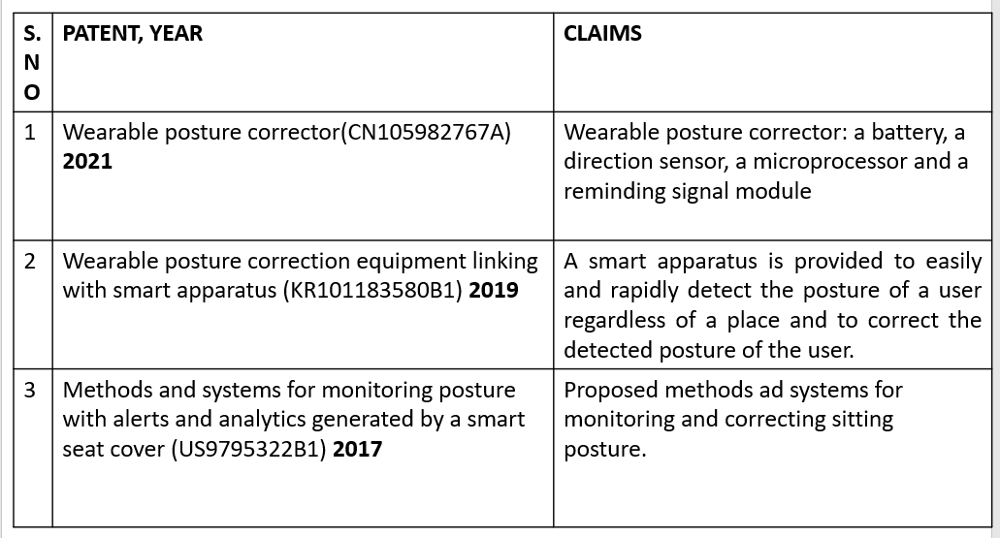 S.
N
O
PATENT, YEAR
CLAIMS
1
Wearable posture corrector(CN105982767A)
2021
Wearable posture corrector: a battery, a
direction sensor, a microprocessor and a
reminding signal module
2
Wearable posture correction equipment linking
with smart apparatus (KR101183580B1) 2019
A smart apparatus is provided to easily
and rapidly detect the posture of a user
regardless of a place and to correct the
detected posture of the user.
3
Methods and systems for monitoring posture
with alerts and analytics generated by a smart
seat cover (US9795322B1) 2017
Proposed methods ad systems for
monitoring and correcting sitting
posture.